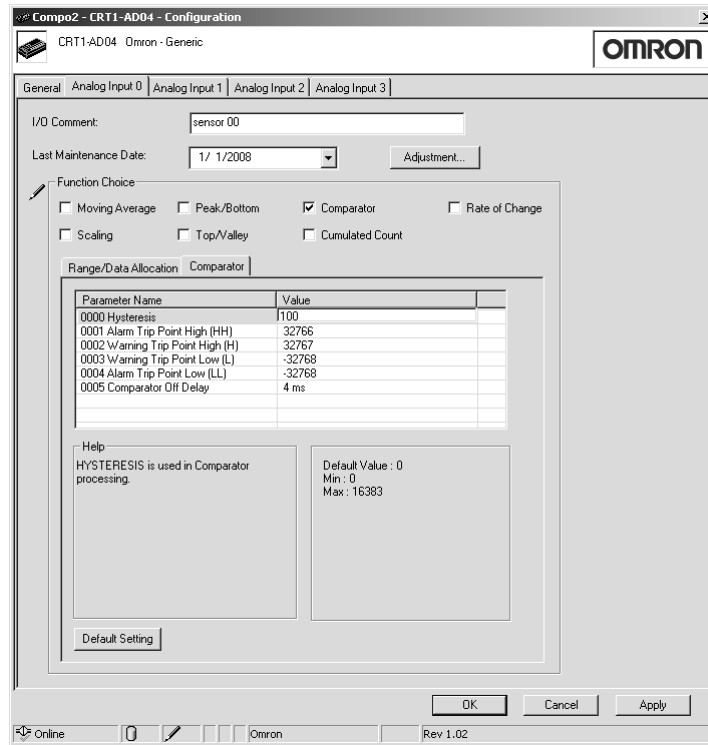 Compo2 - CRT1-AD04 - Configuration
CRT1-AD04 Omron - Generic
OMRON
General Analog Input 0 Analog Input 1 Analog Input 2 Analog Input 3
I/O Comment: sensor 00
Last Maintenance Date: 1/ 1/2008 Adjustment...
Function Choice
Moving Average Peak/Bottom Comparator Rate of Change
Scaling Top/Valley Cumulated Count
Range/Data Allocation Comparator
Parameter Name Value
0000 Hysteresis 100
0001 Alarm Trip Point High (HH) 32766
0002 Warning Trip Point High (H) 32767
0003 Warning Trip Point Low (L) -32768
0004 Alarm Trip Point Low (LL) -32768
0005 Comparator Off Delay 4 ms
Help
HYSTERESIS is used in Comparator
processing.
Default Value : 0
Min : 0
Max : 16383
Default Setting
OK Cancel Apply
Online Omron Rev 1.02